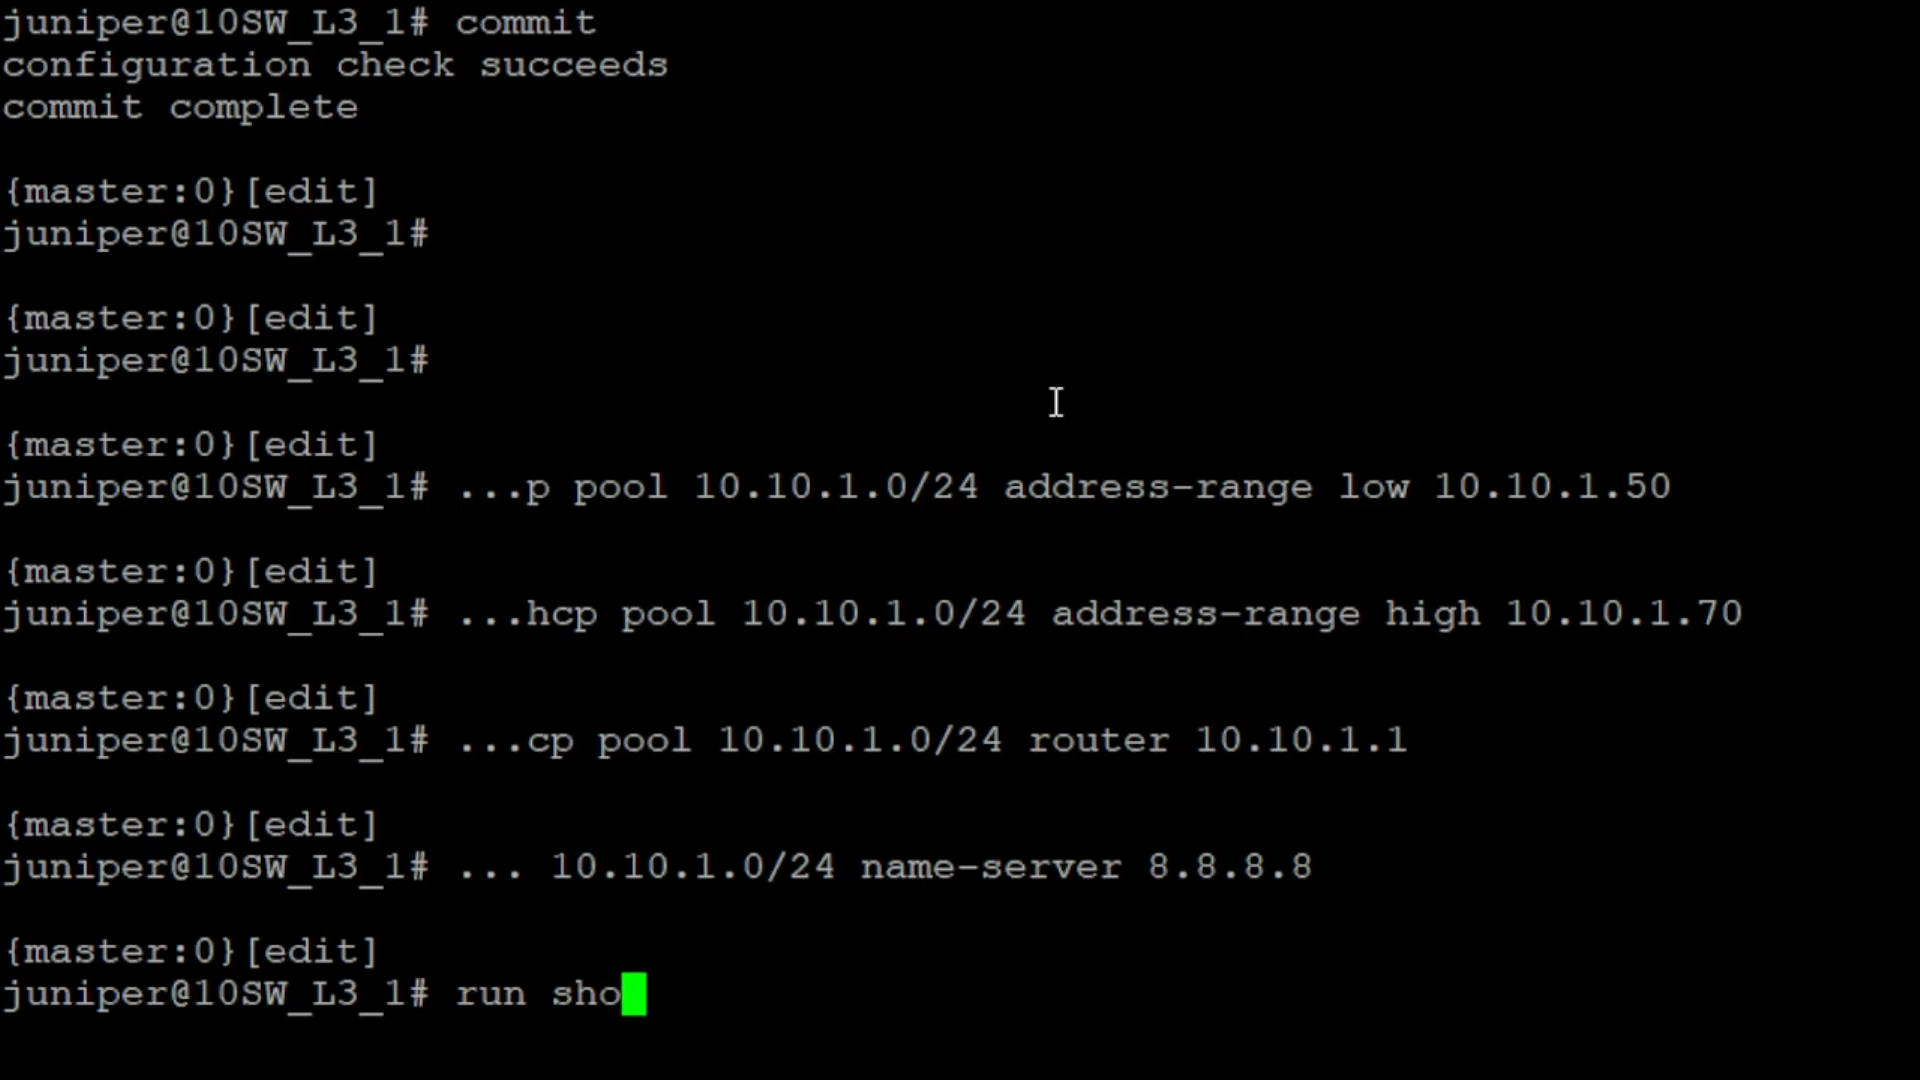 juniper@10SW_L3_1# commit
configuration check succeeds
commit complete
{master:0}[edit]
juniper@10SW_L3_1#
{master:0}[edit]
juniper@10SW_L3_1#
{master:0}[edit]
juniper@10SW_L3_1# ...p pool 10.10.1.0/24 address-range low 10.10.1.50
{master:0}[edit]
juniper@10SW_L3_1# ...hcp pool 10.10.1.0/24 address-range high 10.10.1.70
{master:0}[edit]
juniper@10SW_L3_1# ...cp pool 10.10.1.0/24 router 10.10.1.1
{master:0}[edit]
juniper@10SW_L3_1# ... 10.10.1.0/24 name-server 8.8.8.8
{master:0}[edit]
juniper@10SW_L3_1# run sho